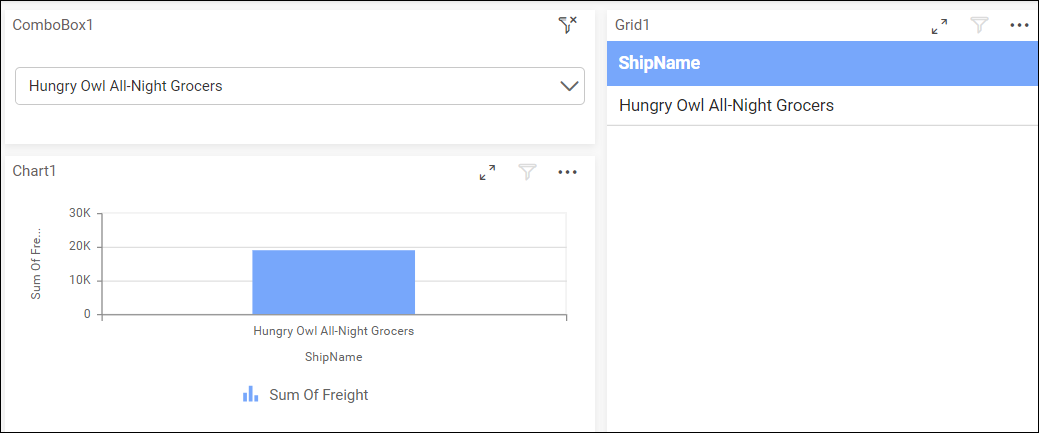 ComboBox1
Hungry Owl All-Night Grocers
Chart1
Sum Of Fre...
30K
20K
10K
0
Hungry Owl All-Night Grocers
ShipName
Sum Of Freight
Grid1
ShipName
Hungry Owl All-Night Grocers